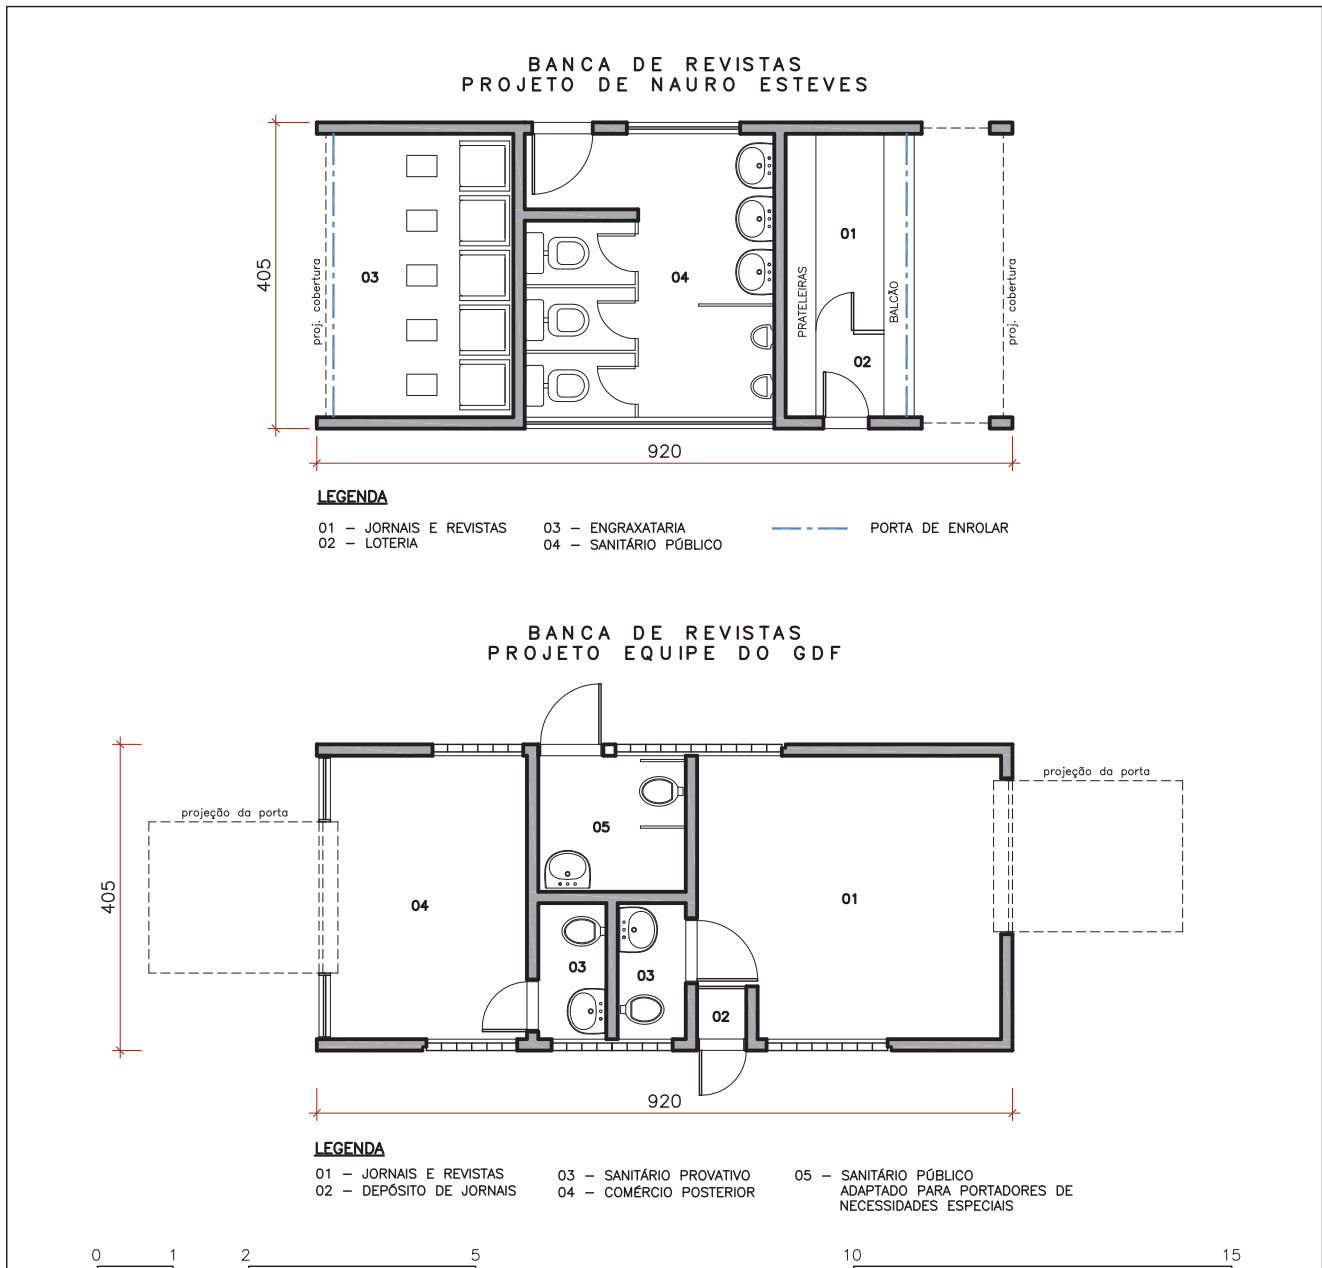 BANCA DE REVISTAS
PROJETO DE NAURO ESTEVES
405
proj. cobertura
03
04
PRATELEIRAS
01
BALCÃO
02
proj. cobertura
920
LEGENDA
01 – JORNAIS E REVISTAS
02 – LOTERIA
03 – ENGRAXATARIA
04 – SANITÁRIO PÚBLICO
PORTA DE ENROLAR
BANCA DE REVISTAS
PROJETO EQUIPE DO GDF
405
projeção da porta
04
05
03
03
02
01
projeção da porta
920
LEGENDA
01 – JORNAIS E REVISTAS
02 – DEPÓSITO DE JORNAIS
03 – SANITÁRIO PROVATIVO
04 – COMÉRCIO POSTERIOR
05 – SANITÁRIO PÚBLICO
ADAPTADO PARA PORTADORES DE
NECESSIDADES ESPECIAIS
0 1 2 5 10 15